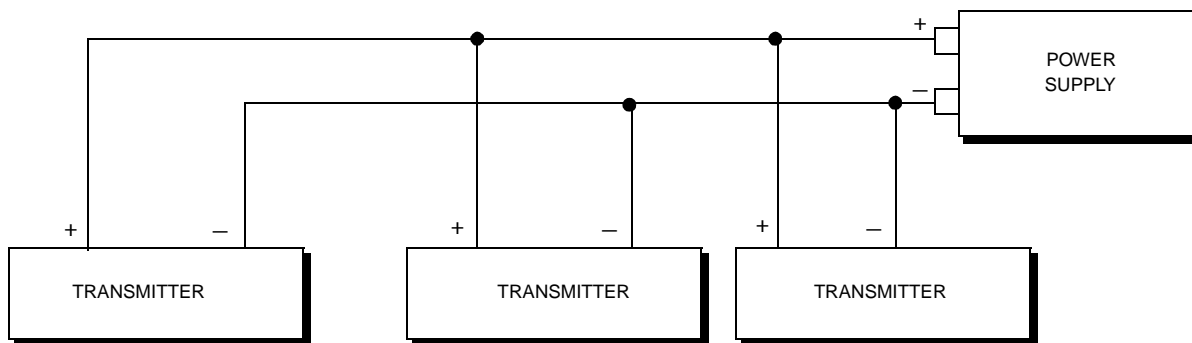 +
POWER
SUPPLY
–
+ – + – + –
TRANSMITTER TRANSMITTER TRANSMITTER